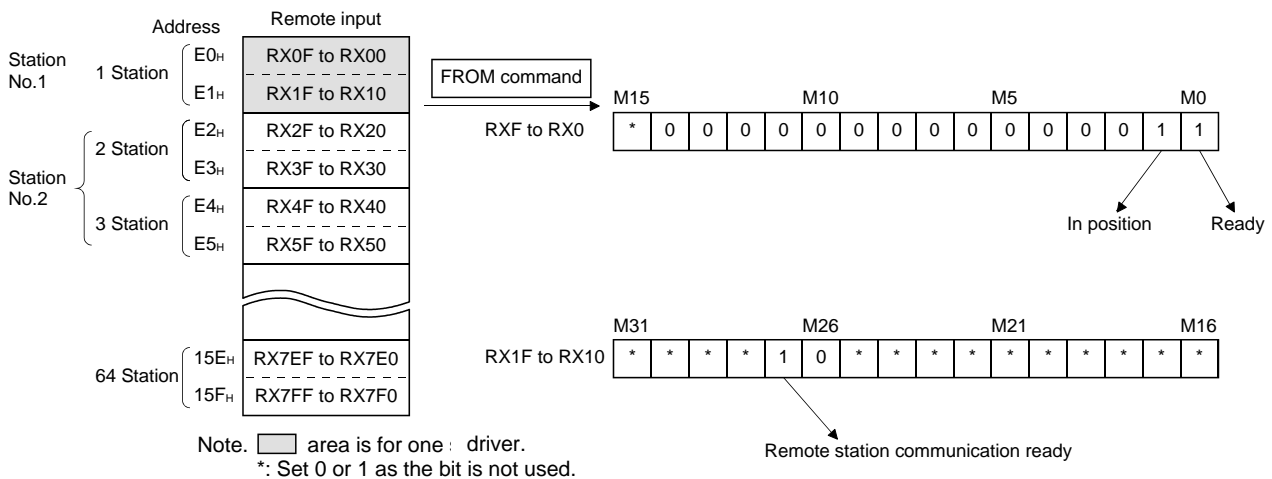 Address
Remote input
Station No.1
1 Station
E0H
RX0F to RX00
E1H
RX1F to RX10
Station No.2
2 Station
E2H
RX2F to RX20
E3H
RX3F to RX30
3 Station
E4H
RX4F to RX40
E5H
RX5F to RX50
64 Station
15EH
RX7EF to RX7E0
15FH
RX7FF to RX7F0
FROM command
M15 M10 M5 M0
RXF to RX0
* 0 0 0 0 0 0 0 0 0 0 0 0 0 1 1
In position
Ready
M31 M26 M21 M16
RX1F to RX10
* * * * 1 0 * * * * * * * * * *
Remote station communication ready
Note. area is for one driver.
*: Set 0 or 1 as the bit is not used.